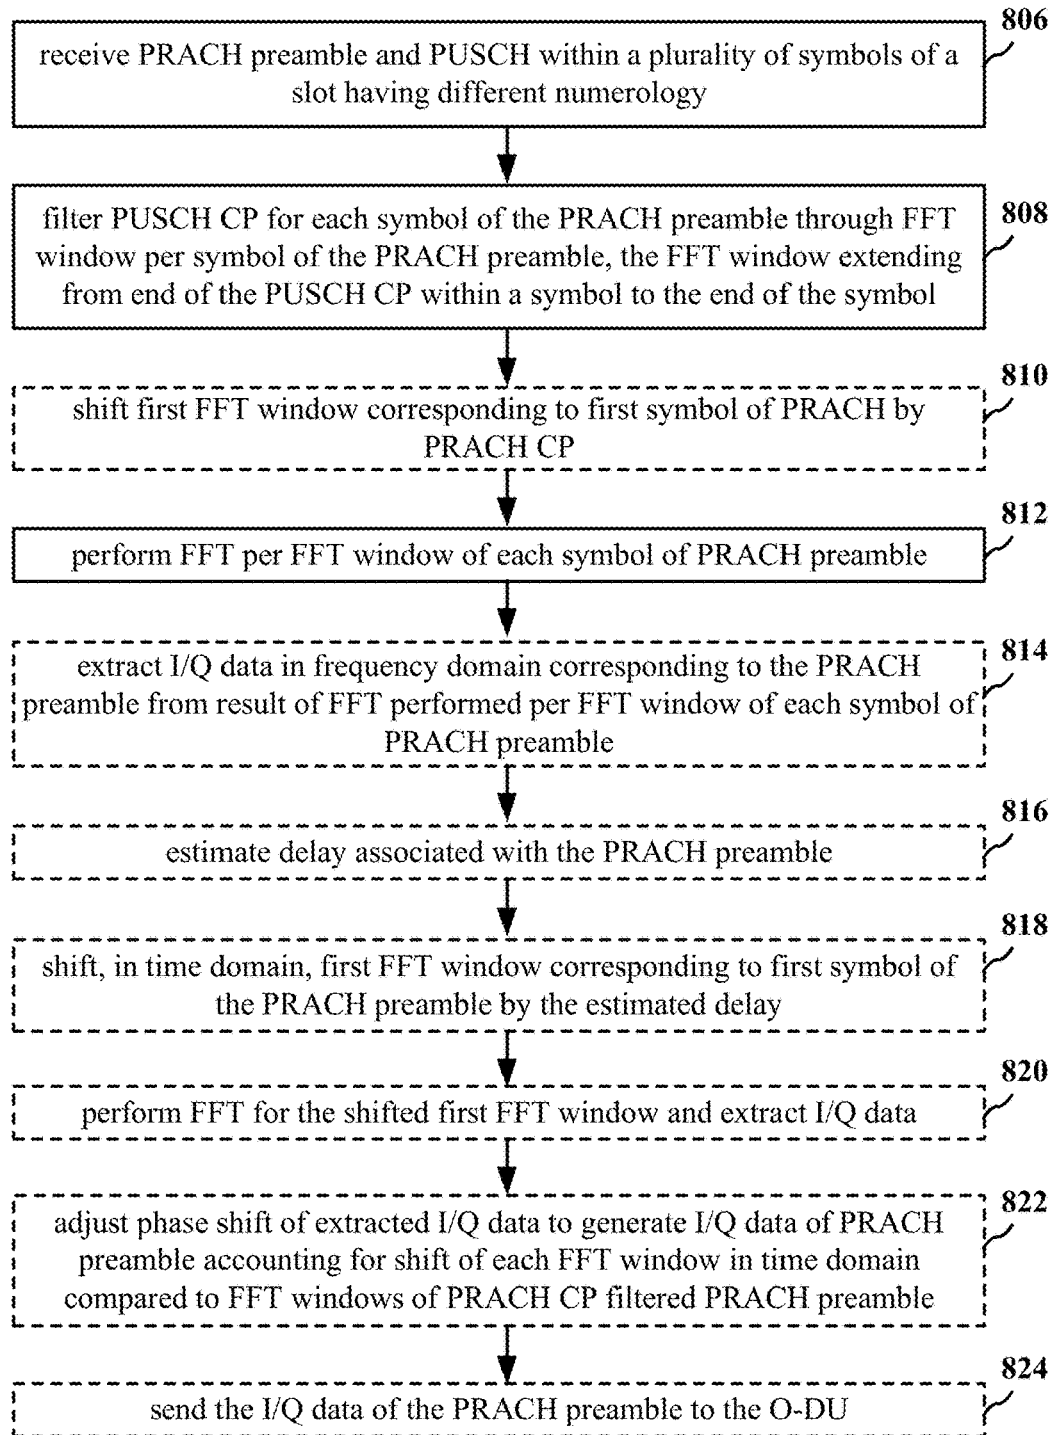 806
receive PRACH preamble and PUSCH within a plurality of symbols of a
slot having different numerology
808
filter PUSCH CP for each symbol of the PRACH preamble through FFT
window per symbol of the PRACH preamble, the FFT window extending
from end of the PUSCH CP within a symbol to the end of the symbol
810
shift first FFT window corresponding to first symbol of PRACH by
PRACH CP
812
perform FFT per FFT window of each symbol of PRACH preamble
814
extract I/Q data in frequency domain corresponding to the PRACH
preamble from result of FFT performed per FFT window of each symbol of
PRACH preamble
816
estimate delay associated with the PRACH preamble
818
shift, in time domain, first FFT window corresponding to first symbol of
the PRACH preamble by the estimated delay
820
perform FFT for the shifted first FFT window and extract I/Q data
822
adjust phase shift of extracted I/Q data to generate I/Q data of PRACH
preamble accounting for shift of each FFT window in time domain
compared to FFT windows of PRACH CP filtered PRACH preamble
824
send the I/Q data of the PRACH preamble to the O-DU